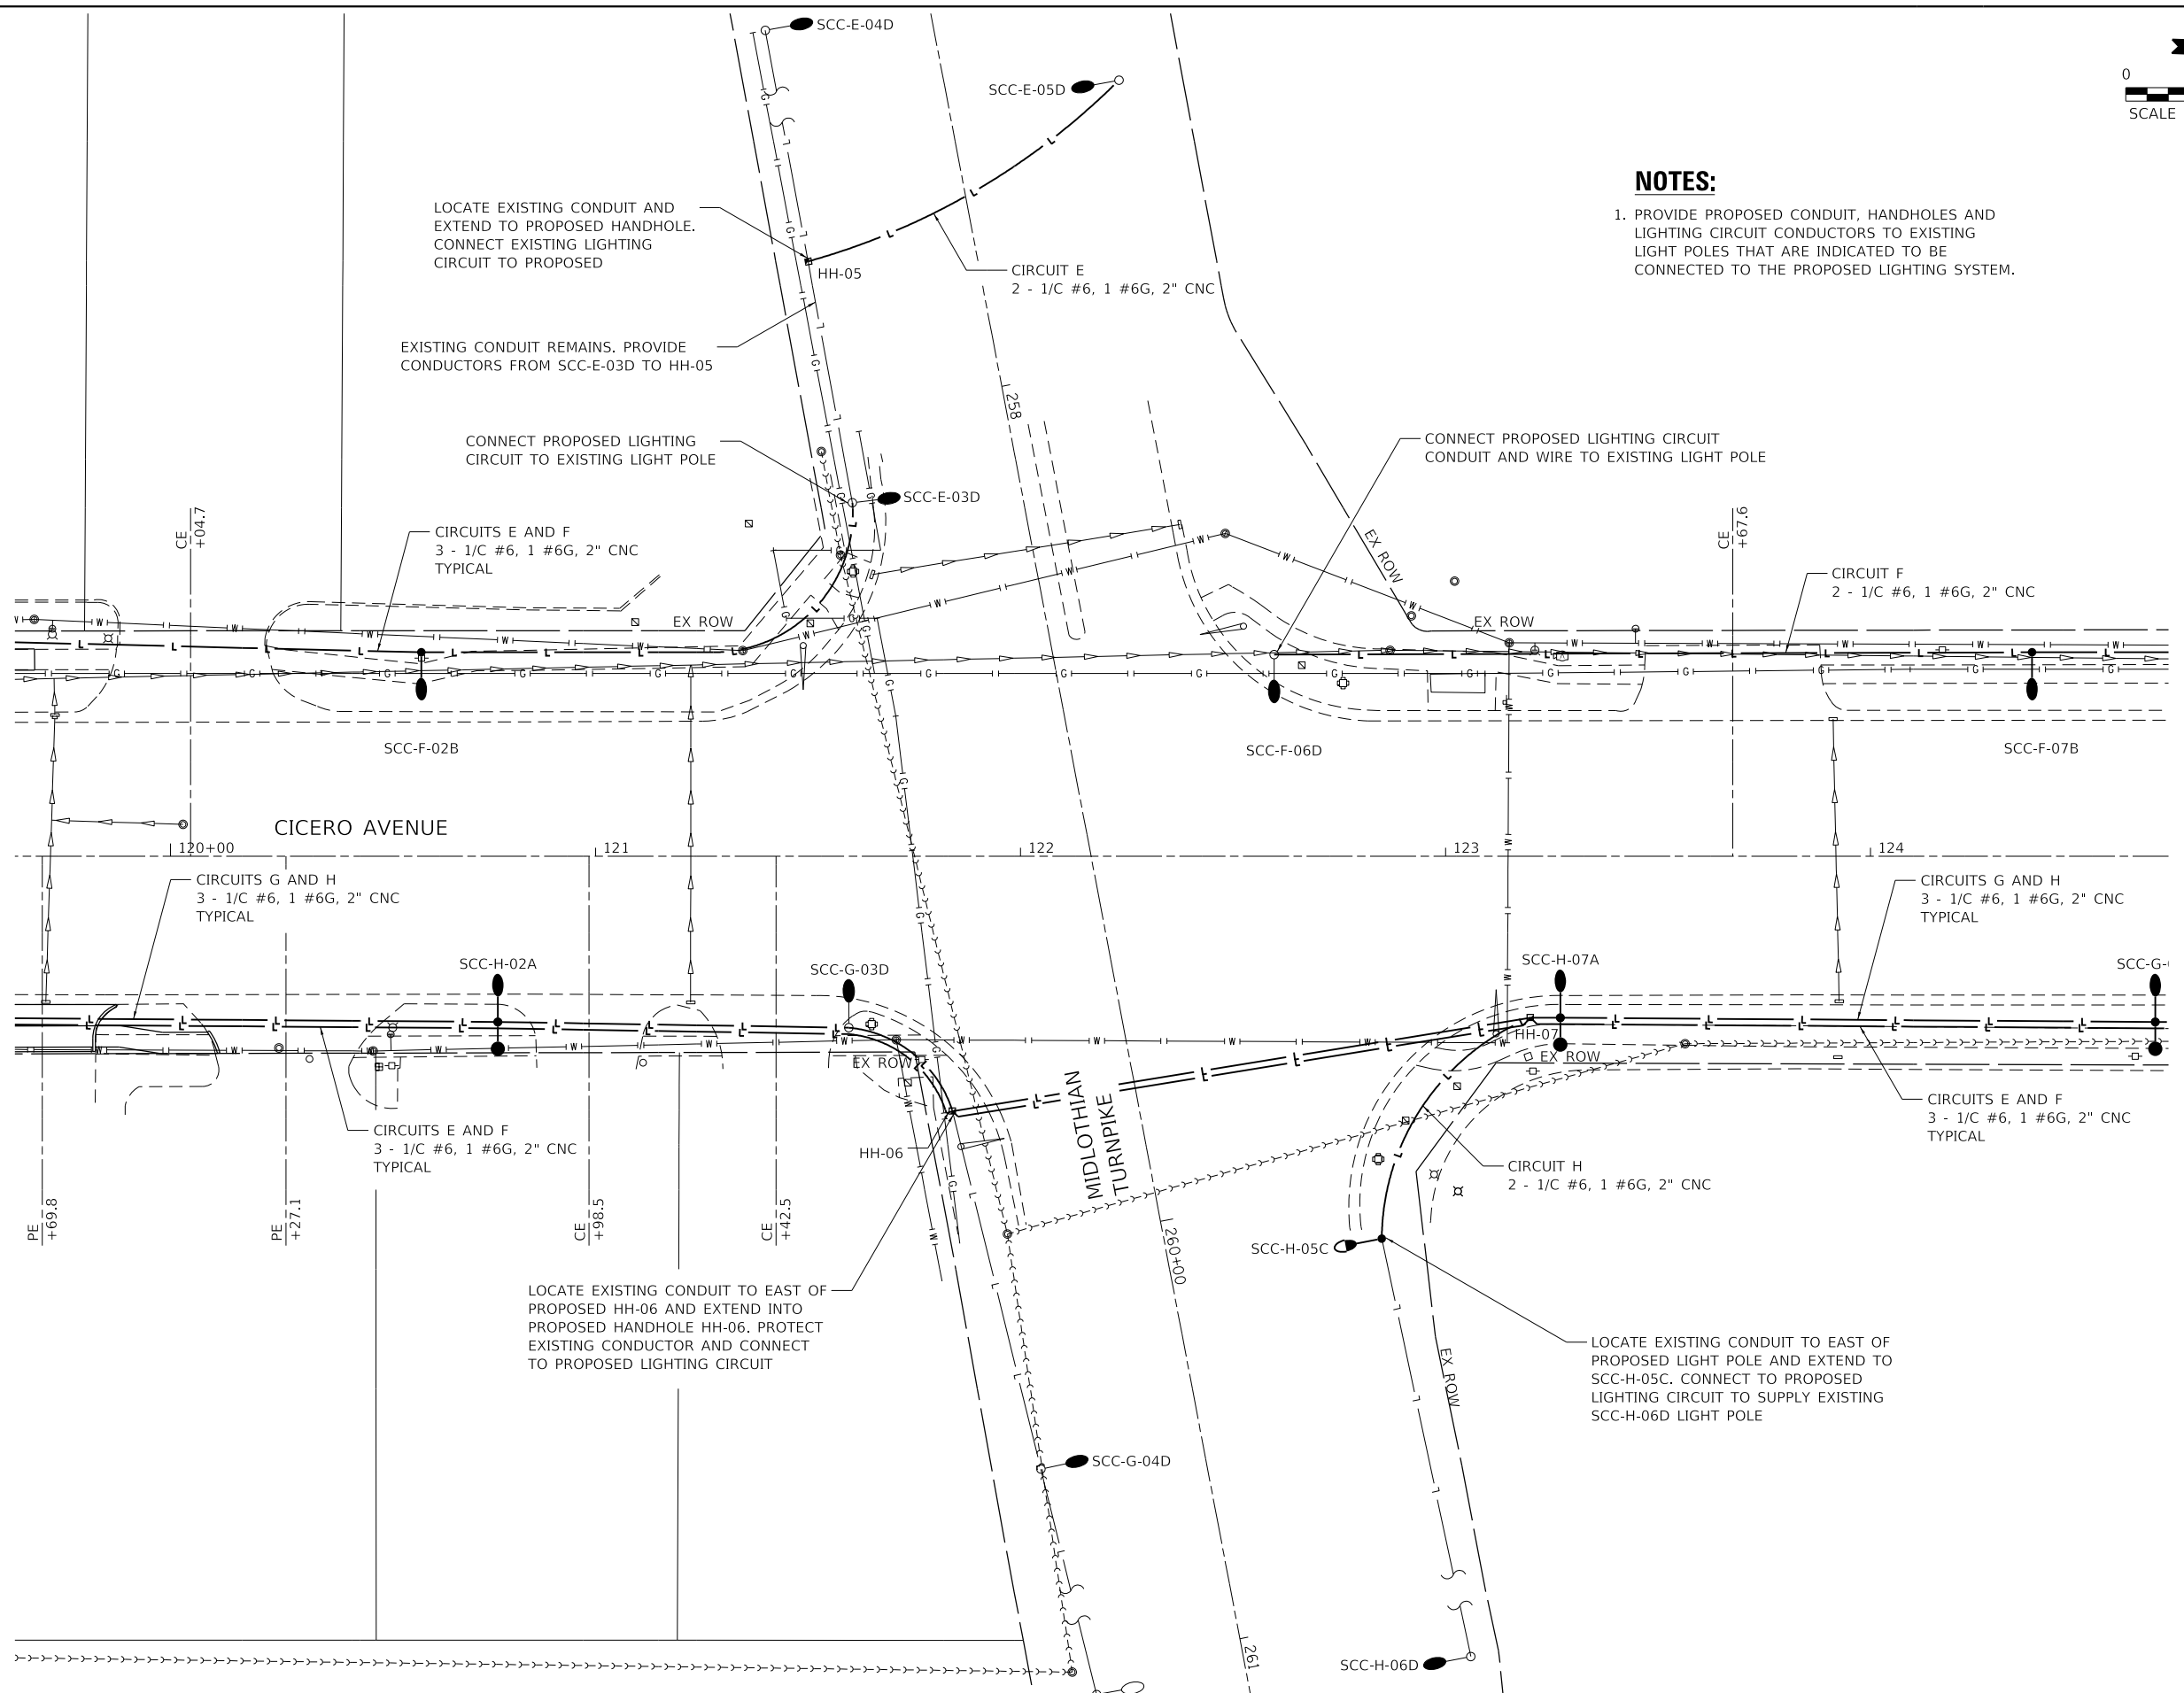 SCC-E-04D
SCC-E-05D
0
SCALE
NOTES:
1. PROVIDE PROPOSED CONDUIT, HANDHOLES AND
LIGHTING CIRCUIT CONDUCTORS TO EXISTING
LIGHT POLES THAT ARE INDICATED TO BE
CONNECTED TO THE PROPOSED LIGHTING SYSTEM.
LOCATE EXISTING CONDUIT AND
EXTEND TO PROPOSED HANDHOLE.
CONNECT EXISTING LIGHTING
CIRCUIT TO PROPOSED
HH-05
CIRCUIT E
2 - 1/C #6, 1 #6G, 2" CNC
EXISTING CONDUIT REMAINS. PROVIDE
CONDUCTORS FROM SCC-E-03D TO HH-05
258
CONNECT PROPOSED LIGHTING
CIRCUIT TO EXISTING LIGHT POLE
CONNECT PROPOSED LIGHTING CIRCUIT
CONDUIT AND WIRE TO EXISTING LIGHT POLE
SCC-E-03D
CE
+04.7
CIRCUITS E AND F
3 - 1/C #6, 1 #6G, 2" CNC
TYPICAL
EX ROW
CE
+67.6
CIRCUIT F
2 - 1/C #6, 1 #6G, 2" CNC
EX ROW
EX ROW
SCC-F-02B
SCC-F-06D
SCC-F-07B
CICERO AVENUE
120+00
121
122
123
124
CIRCUITS G AND H
3 - 1/C #6, 1 #6G, 2" CNC
TYPICAL
CIRCUITS G AND H
3 - 1/C #6, 1 #6G, 2" CNC
TYPICAL
SCC-H-02A
SCC-G-03D
SCC-H-07A
SCC-G-
HH-07
EX ROW
EX ROW
MIDLOTHIAN
TURNPIKE
CIRCUITS E AND F
3 - 1/C #6, 1 #6G, 2" CNC
TYPICAL
HH-06
CIRCUITS E AND F
3 - 1/C #6, 1 #6G, 2" CNC
TYPICAL
CIRCUIT H
2 - 1/C #6, 1 #6G, 2" CNC
PE
+69.8
PE
+27.1
CE
+98.5
CE
+42.5
260+00
SCC-H-05C
LOCATE EXISTING CONDUIT TO EAST OF
PROPOSED HH-06 AND EXTEND INTO
PROPOSED HANDHOLE HH-06. PROTECT
EXISTING CONDUCTOR AND CONNECT
TO PROPOSED LIGHTING CIRCUIT
LOCATE EXISTING CONDUIT TO EAST OF
PROPOSED LIGHT POLE AND EXTEND TO
SCC-H-05C. CONNECT TO PROPOSED
LIGHTING CIRCUIT TO SUPPLY EXISTING
SCC-H-06D LIGHT POLE
EX ROW
SCC-G-04D
261
SCC-H-06D